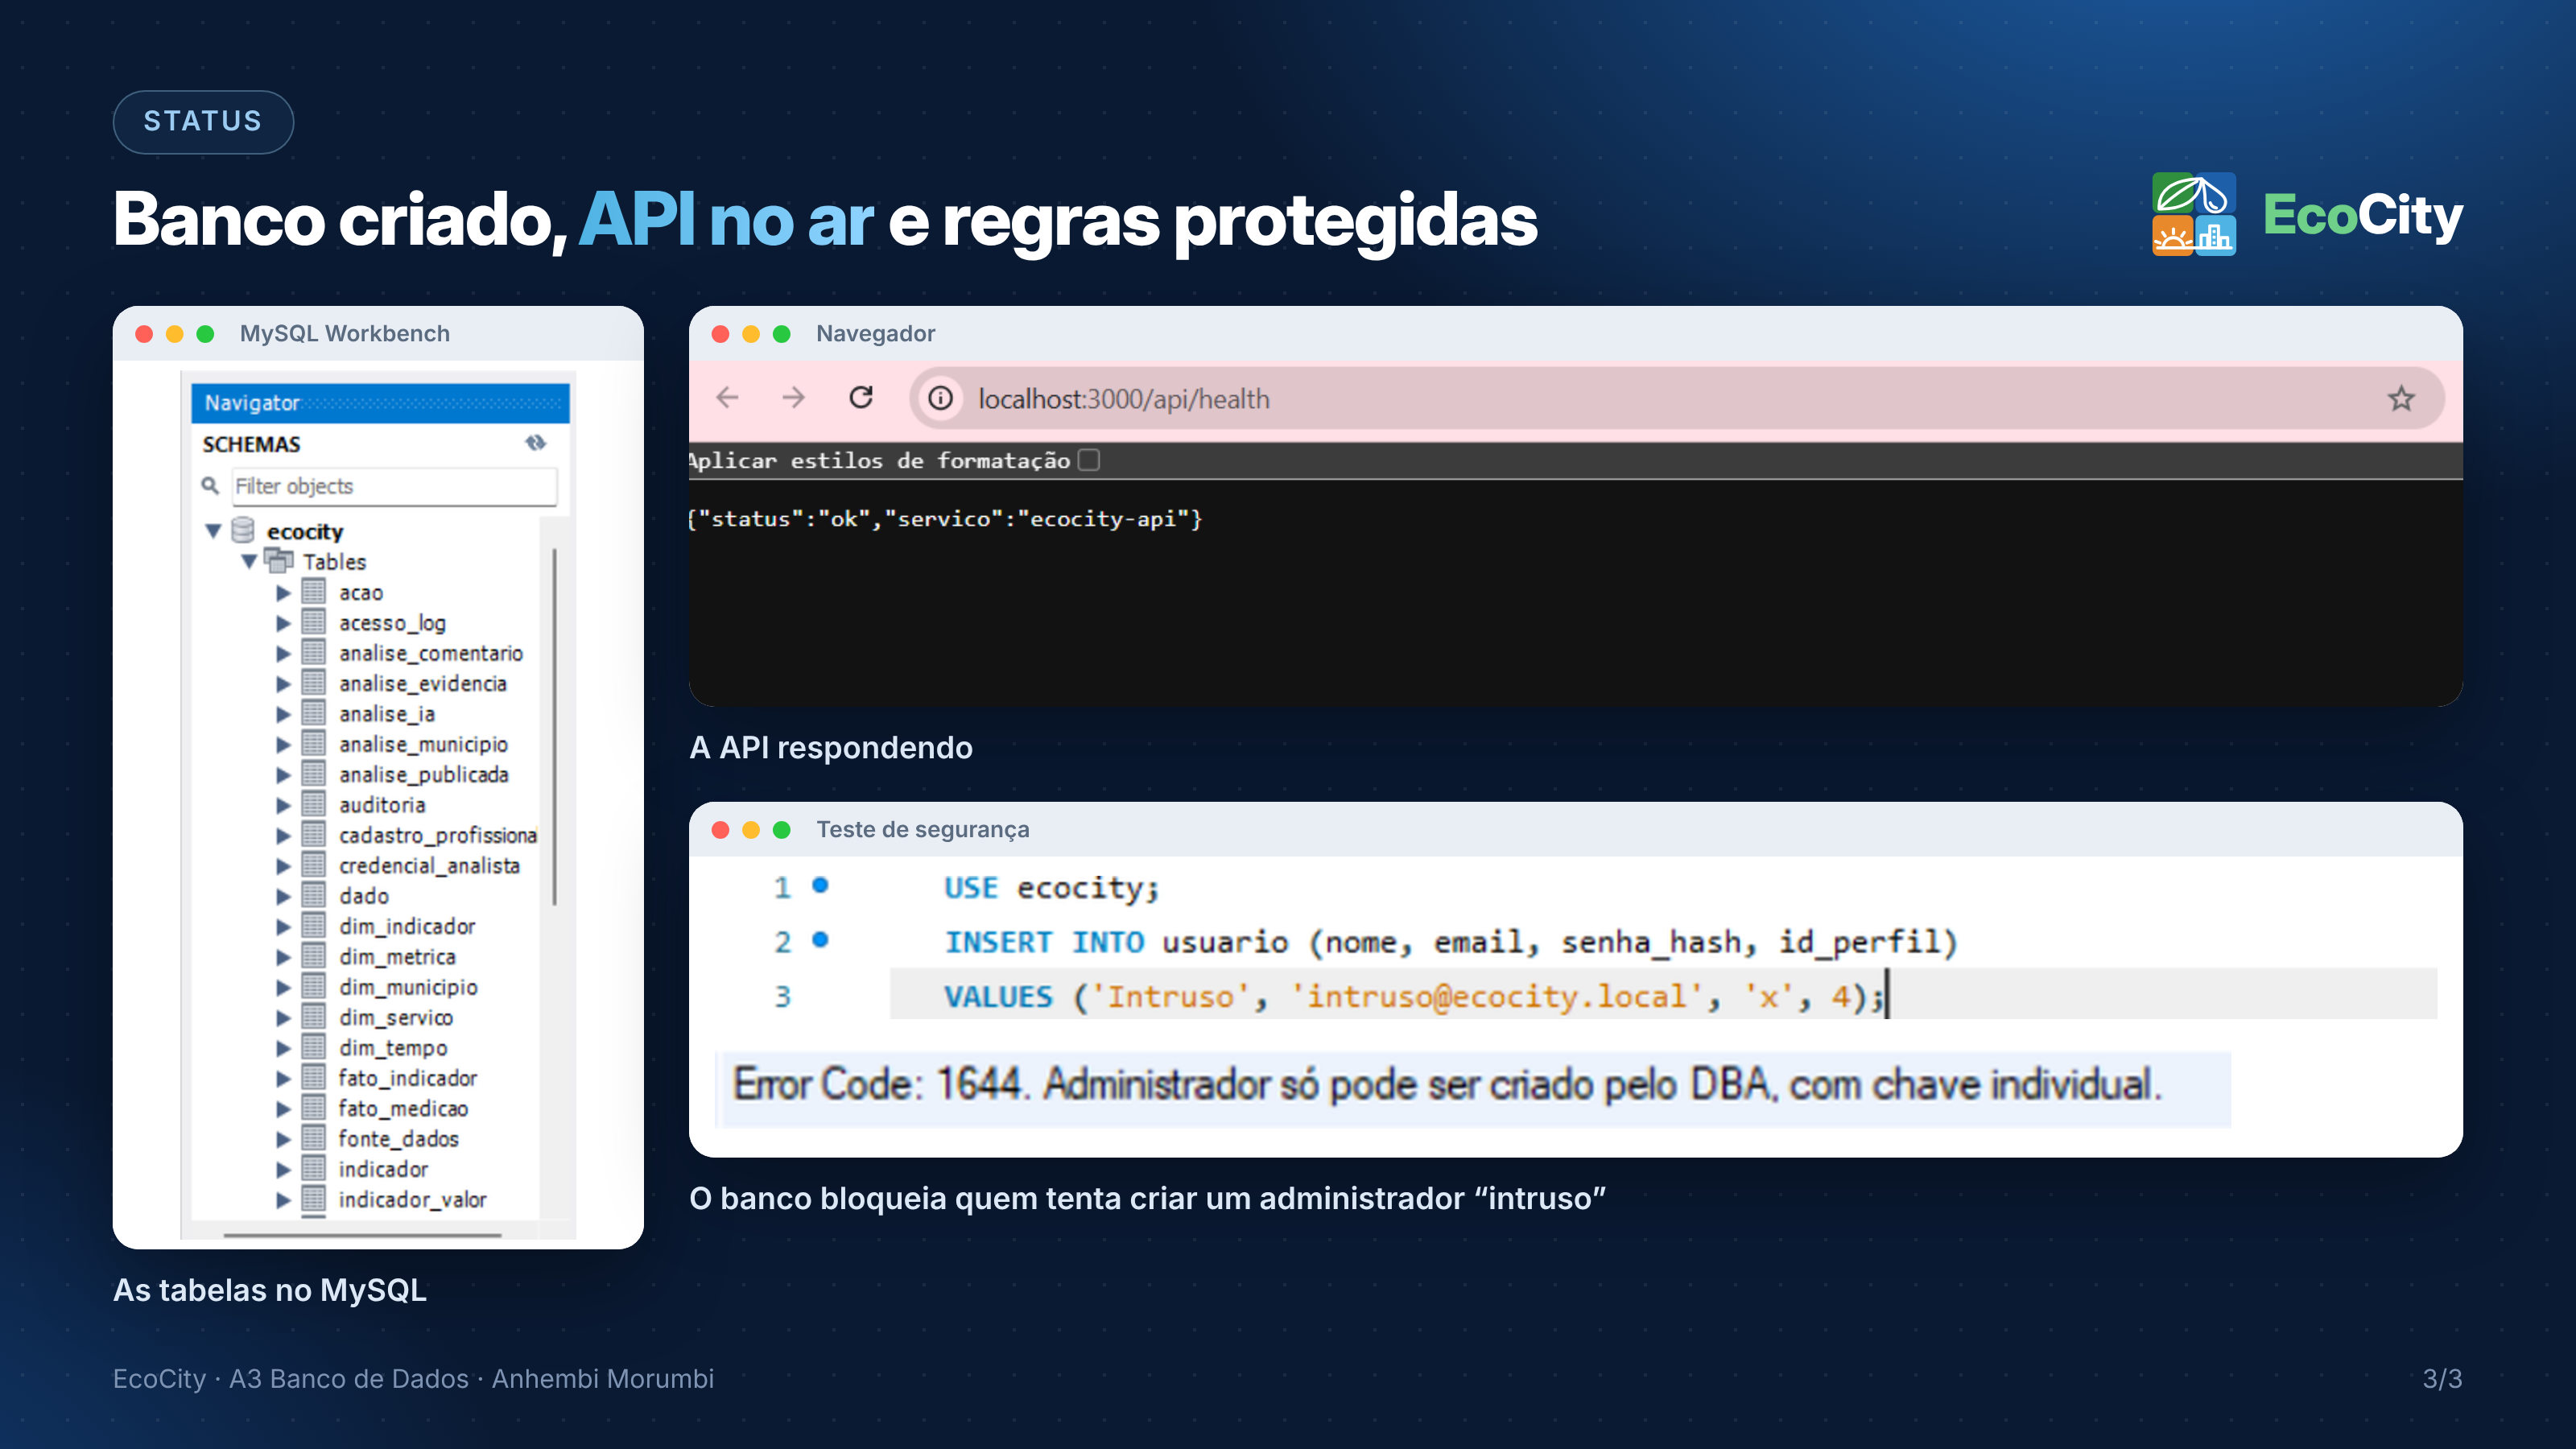 STATUS
Banco criado, API no ar e regras protegidas
EcoCity
MySQL Workbench
Navigator
SCHEMAS
Filter objects
ecocity
Tables
acao
acesso_log
analise_comentario
analise_evidencia
analise_ia
analise_municipio
analise_publicada
auditoria
cadastro_profissional
credencial_analista
dado
dim_indicador
dim_metrica
dim_municipio
dim_servico
dim_tempo
fato_indicador
fato_medicao
fonte_dados
indicador
indicador_valor
As tabelas no MySQL
Navegador
localhost:3000/api/health
Aplicar estilos de formatação
{"status":"ok","servico":"ecocity-api"}
A API respondendo
Teste de segurança
1 USE ecocity;
2 INSERT INTO usuario (nome, email, senha_hash, id_perfil)
3 VALUES ('Intruso', 'intruso@ecocity.local', 'x', 4);
Error Code: 1644. Administrador só pode ser criado pelo DBA, com chave individual.
O banco bloqueia quem tenta criar um administrador “intruso”
EcoCity · A3 Banco de Dados · Anhembi Morumbi
3/3